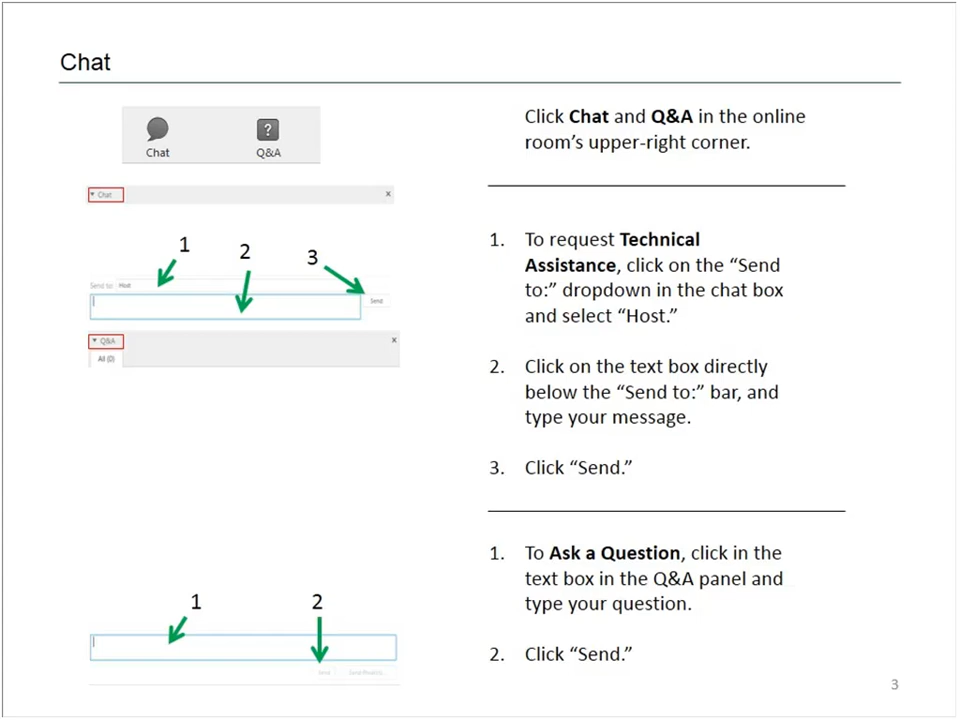 Chat
Chat
Q&A
Chat
x
1
2
3
Send to:
Host
Send
Q&A
x
All (0)
1
2
Click Chat and Q&A in the online
room’s upper-right corner.
1. To request Technical
Assistance, click on the “Send
to:” dropdown in the chat box
and select “Host.”
2. Click on the text box directly
below the “Send to:” bar, and
type your message.
3. Click “Send.”
1. To Ask a Question, click in the
text box in the Q&A panel and
type your question.
2. Click “Send.”
3